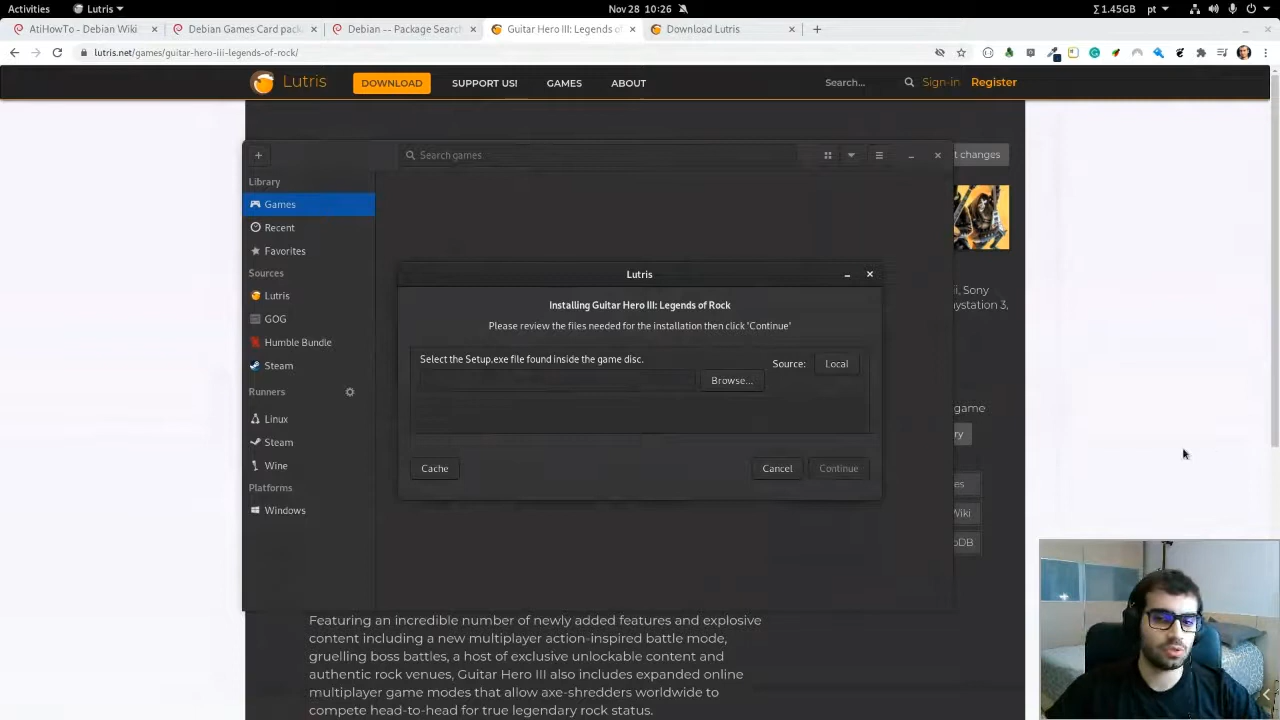 Activities
Lutris
Nov 28 10:26
1.45GB
pt
AtiHowTo - Debian Wiki
Debian Games Card package
Debian -- Package Search
Guitar Hero III: Legends of
Download Lutris
lutris.net/games/guitar-hero-iii-legends-of-rock/
Lutris
DOWNLOAD
SUPPORT US!
GAMES
ABOUT
Search...
Sign-in
Register
Search games
t changes
Library
Games
Recent
Favorites
Sources
Lutris
GOG
Humble Bundle
Steam
Runners
Linux
Steam
Wine
Platforms
Windows
ii, Sony
aystation 3,
game
ry
es
Wiki
oDB
Lutris
Installing Guitar Hero III: Legends of Rock
Please review the files needed for the installation then click 'Continue'
Select the Setup.exe file found inside the game disc.
Source:
Local
Browse...
Cache
Cancel
Continue
Featuring an incredible number of newly added features and explosive
content including a new multiplayer action-inspired battle mode,
gruelling boss battles, a host of exclusive unlockable content and
authentic rock venues, Guitar Hero III also includes expanded online
multiplayer game modes that allow axe-shredders worldwide to
compete head-to-head for true legendary rock status.